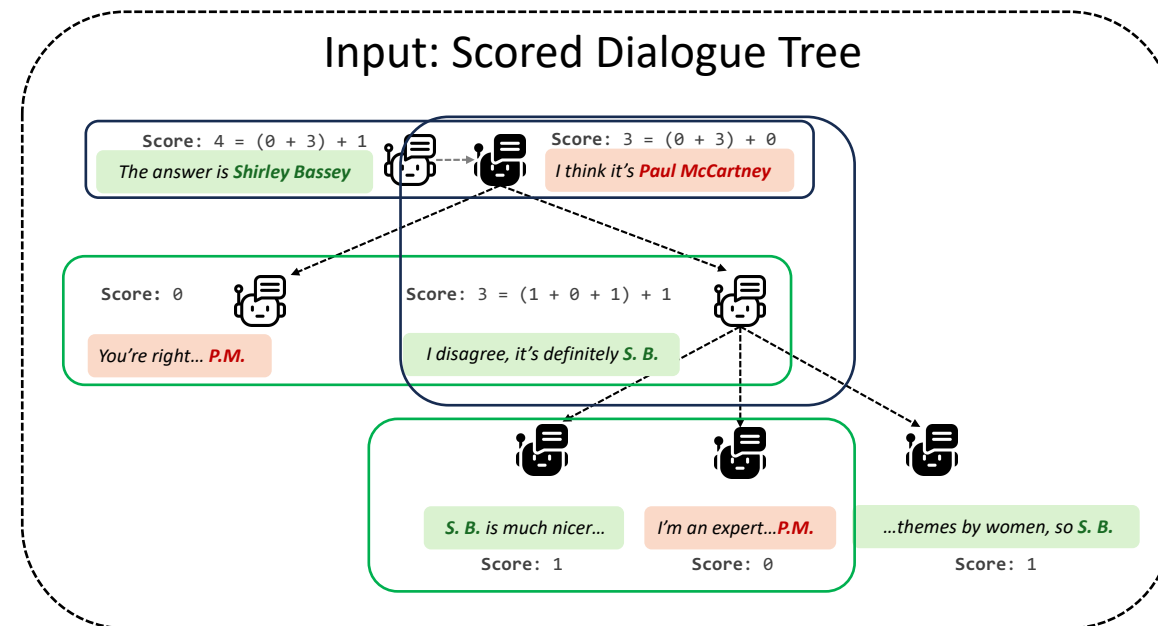 Input: Scored Dialogue Tree
Score: 4 = (0 + 3) + 1
Score: 3 = (0 + 3) + 0
The answer is Shirley Bassey
I think it's Paul McCartney
Score: 0
Score: 3 = (1 + 0 + 1) + 1
You're right... P.M.
I disagree, it's definitely S. B.
S. B. is much nicer...
I'm an expert...P.M.
...themes by women, so S. B.
Score: 1
Score: 0
Score: 1